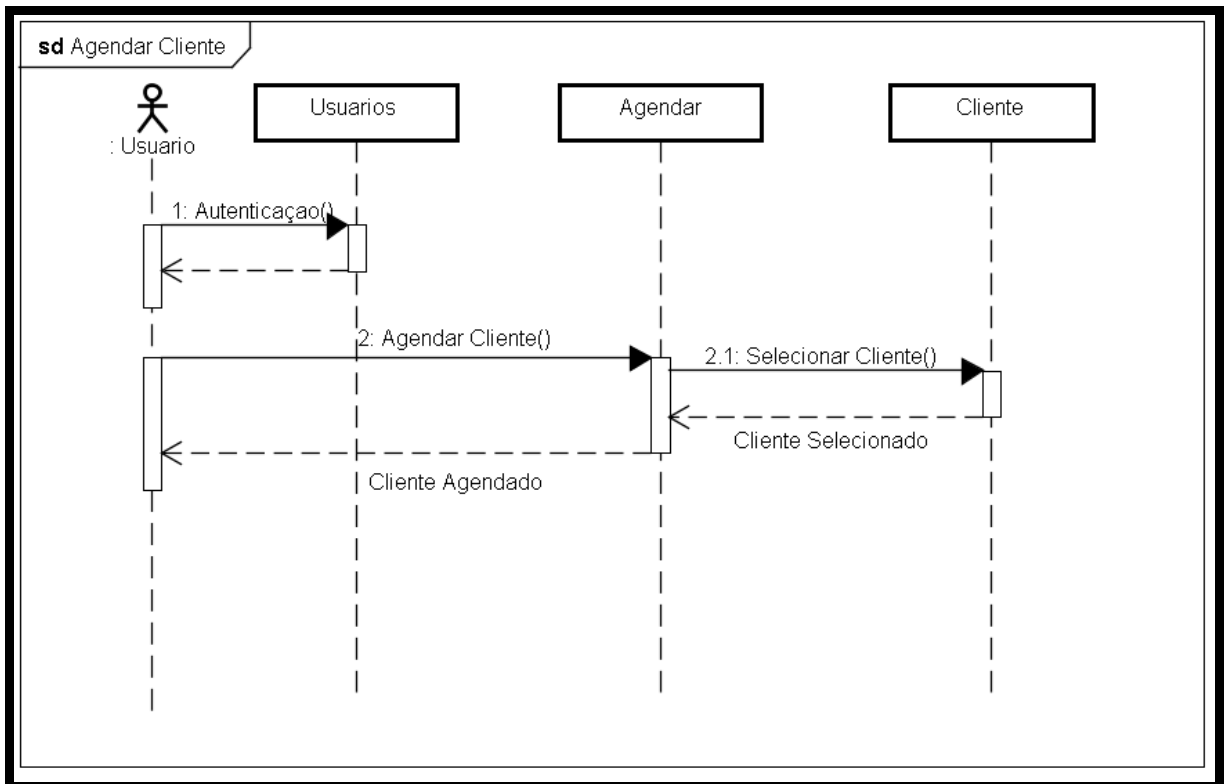 sd Agendar Cliente
: Usuario
Usuarios
Agendar
Cliente
1: Autenticaçao()
2: Agendar Cliente()
2.1: Selecionar Cliente()
Cliente Selecionado
Cliente Agendado